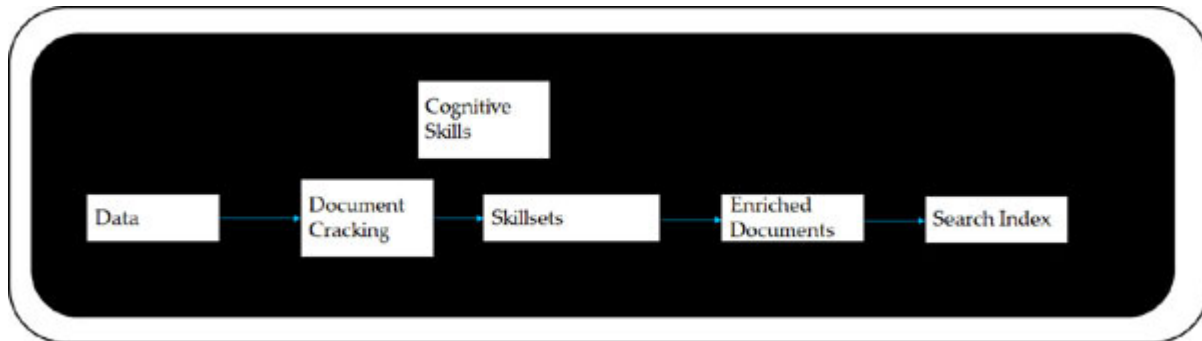 Cognitive
Skills
Data
Document
Cracking
Skillsets
Enriched
Documents
Search Index